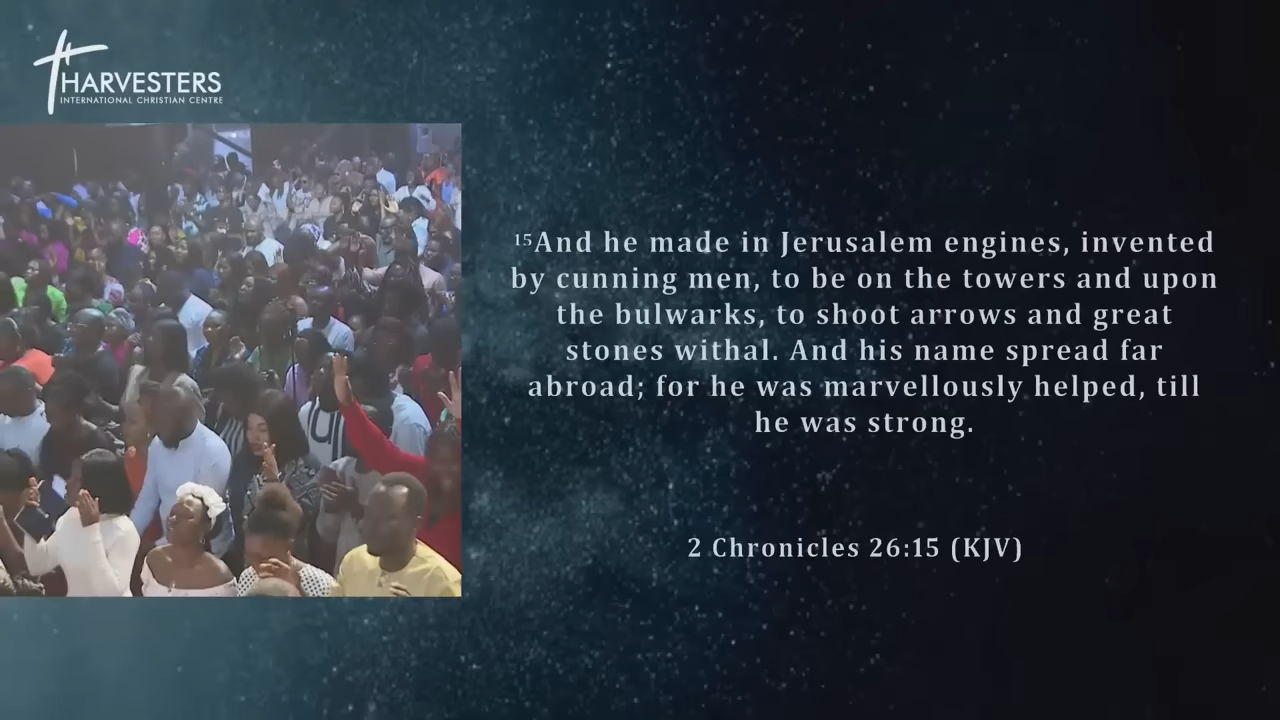 HARVESTERS
INTERNATIONAL CHRISTIAN CENTRE
15And he made in Jerusalem engines, invented
by cunning men, to be on the towers and upon
the bulwarks, to shoot arrows and great
stones withal. And his name spread far
abroad; for he was marvellously helped, till
he was strong.
2 Chronicles 26:15 (KJV)